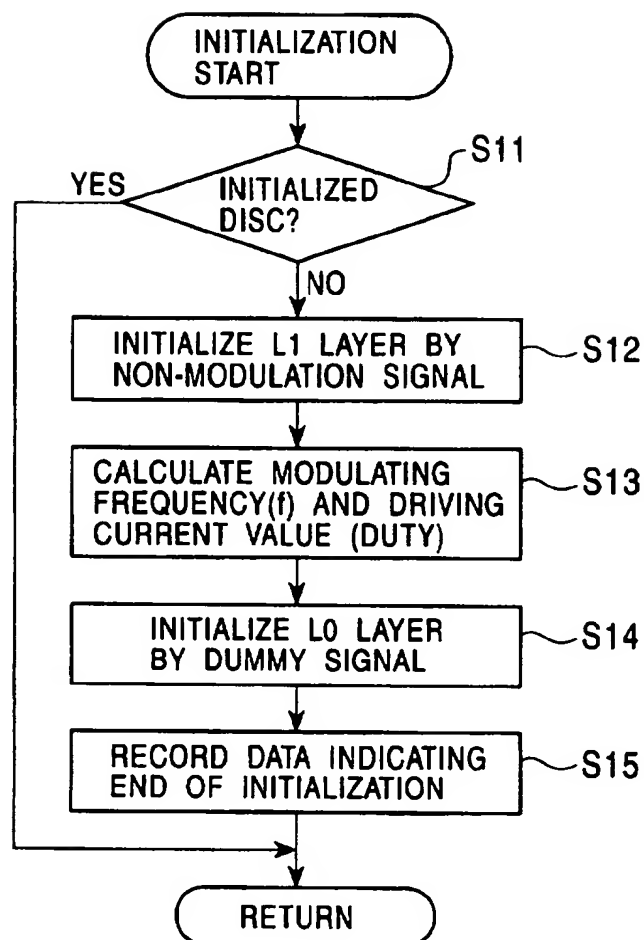 INITIALIZATION
START
S11
YES
INITIALIZED
DISC?
NO
INITIALIZE L1 LAYER BY
NON-MODULATION SIGNAL
S12
CALCULATE MODULATING
FREQUENCY(f) AND DRIVING
CURRENT VALUE (DUTY)
S13
INITIALIZE L0 LAYER
BY DUMMY SIGNAL
S14
RECORD DATA INDICATING
END OF INITIALIZATION
S15
RETURN